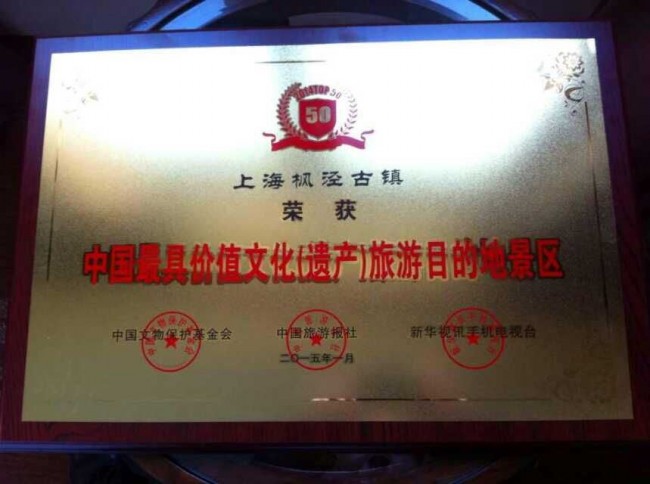 2014TOP50
50
上海枫泾古镇
荣 获
中国最具价值文化(遗产)旅游目的地景区
中国文物保护基金会 中国旅游报社 新华视讯手机电视台
二〇一五年一月